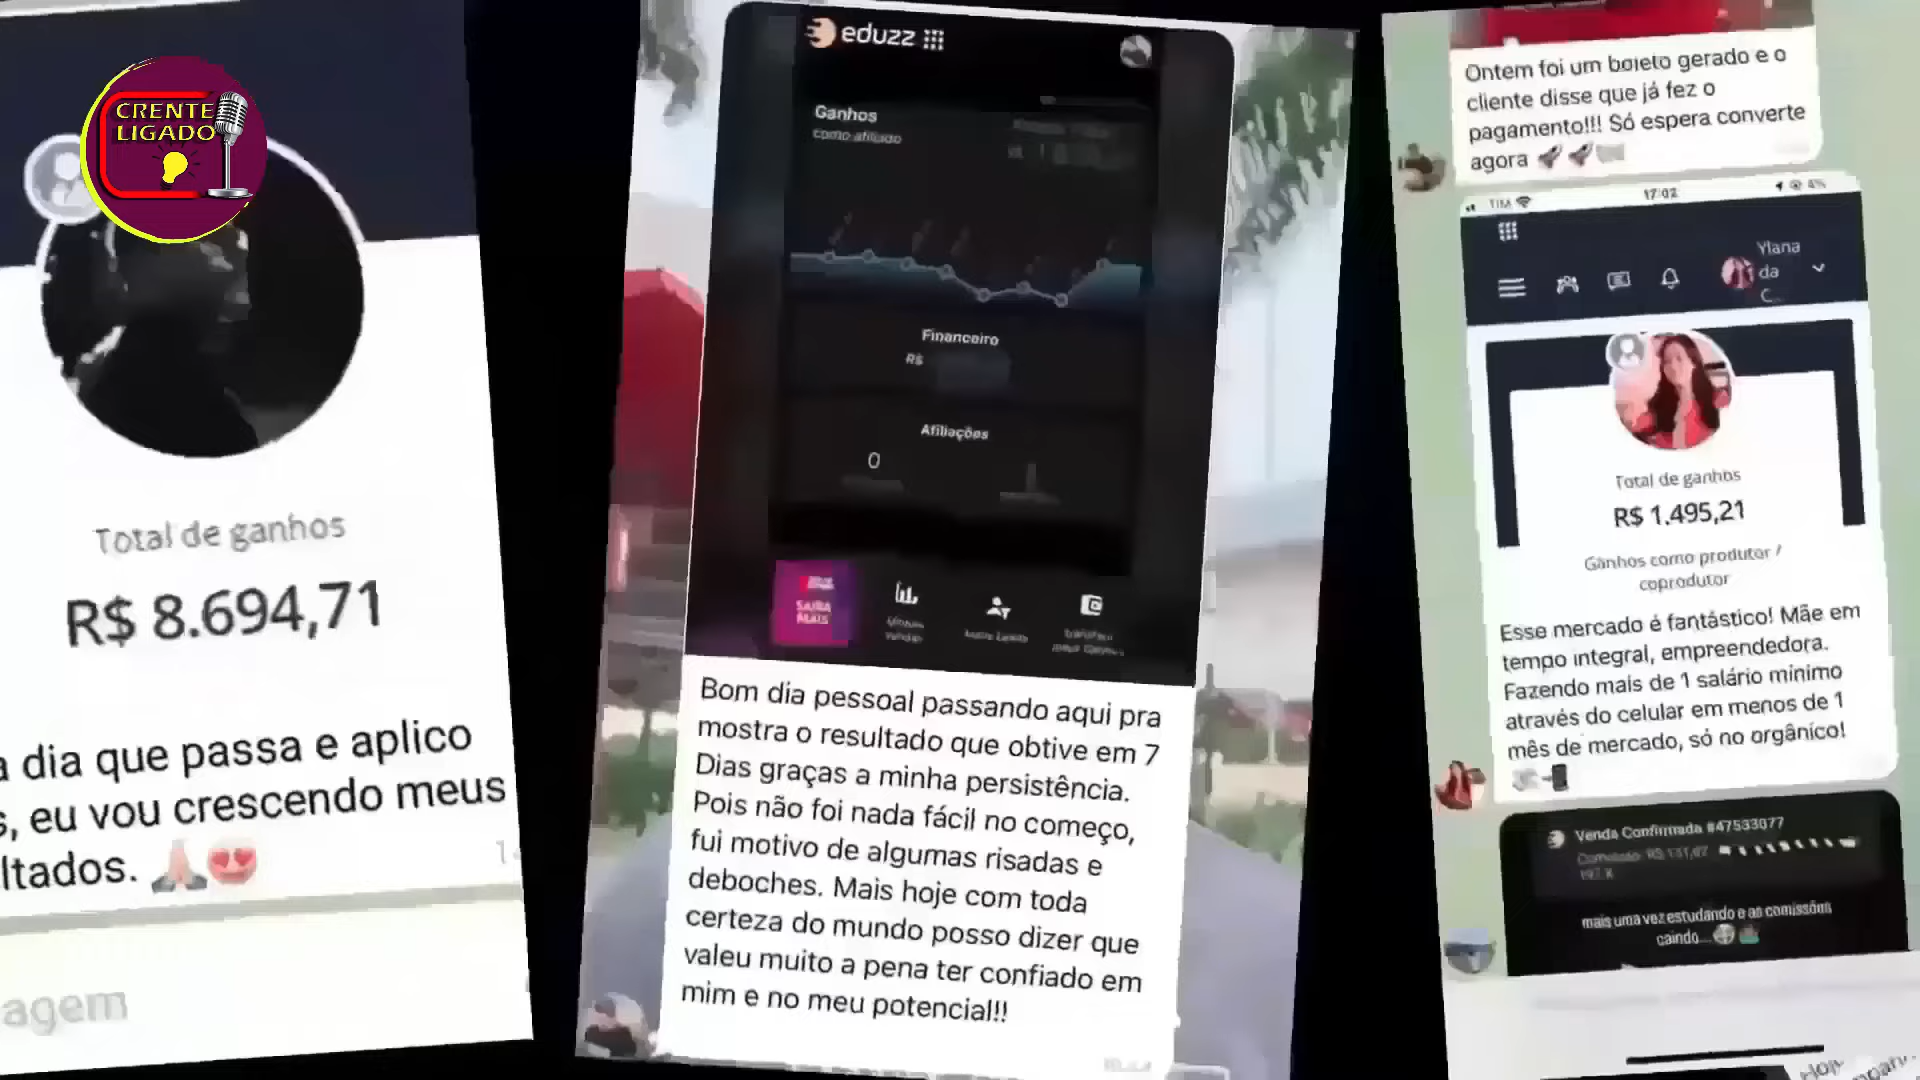 CRENTE
LIGADO
Total de ganhos
R$ 8.694,71
a dia que passa e aplico
s, eu vou crescendo meus
ltados. 🙏😍
agem
eduzz
Ganhos
como afiliado
Financeiro
R$
Afiliações
0
SAIBA
MAIS
Bom dia pessoal passando aqui pra
mostra o resultado que obtive em 7
Dias graças a minha persistência.
Pois não foi nada fácil no começo,
fui motivo de algumas risadas e
deboches. Mais hoje com toda
certeza do mundo posso dizer que
valeu muito a pena ter confiado em
mim e no meu potencial!!
Ontem foi um boleto gerado e o
cliente disse que já fez o
pagamento!!! Só espera converte
agora 🚀🚀
TIM
17:02
4%
Ylana
da
C...
Total de ganhos
R$ 1.495,21
Ganhos como produtor /
coprodutor
Esse mercado é fantástico! Mãe em
tempo integral, empreendedora.
Fazendo mais de 1 salário mínimo
através do celular em menos de 1
mês de mercado, só no orgânico!
Venda Confirmada #47533077
mais uma vez estudando e as comissões
caindo...